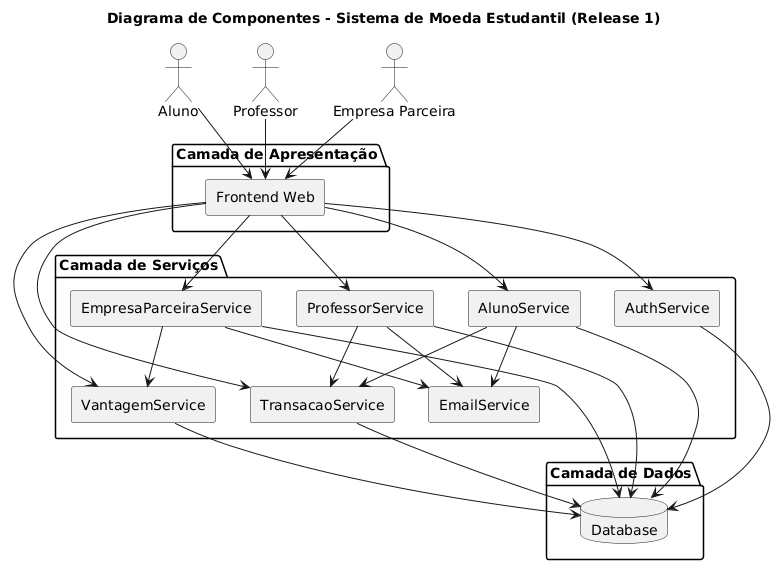 Diagrama de Componentes - Sistema de Moeda Estudantil (Release 1)
Aluno
Professor
Empresa Parceira
Camada de Apresentação
Frontend Web
Camada de Serviços
EmpresaParceiraService
ProfessorService
AlunoService
AuthService
VantagemService
TransacaoService
EmailService
Camada de Dados
Database